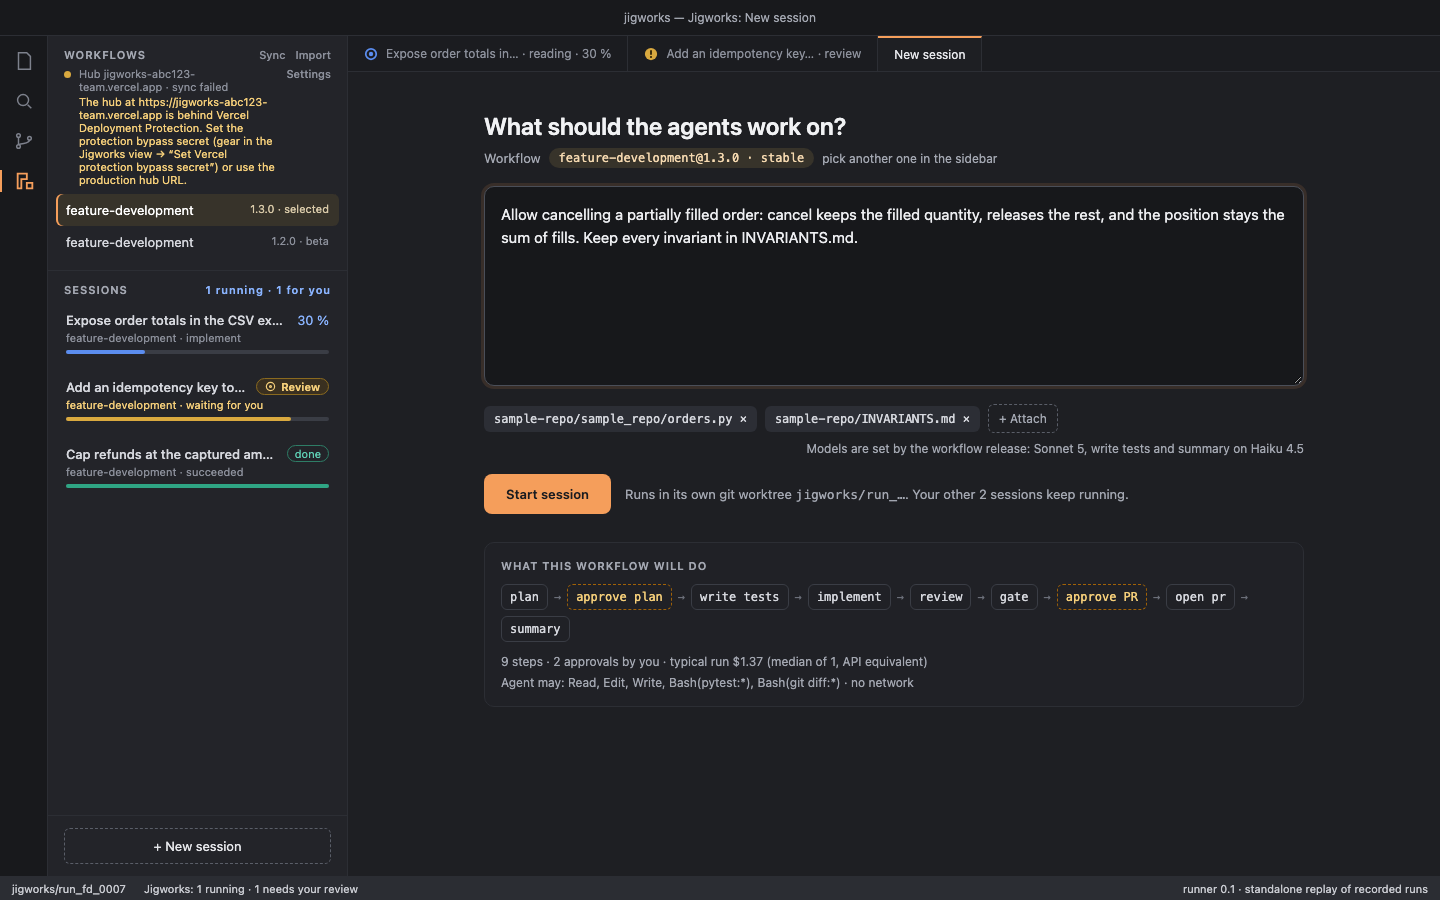 jigworks — Jigworks: New session
WORKFLOWS
Sync Import
Hub jigworks-abc123-
team.vercel.app · sync failed
Settings
The hub at https://jigworks-abc123-
team.vercel.app is behind Vercel
Deployment Protection. Set the
protection bypass secret (gear in the
Jigworks view → “Set Vercel
protection bypass secret”) or use the
production hub URL.
feature-development 1.3.0 · selected
feature-development 1.2.0 · beta
SESSIONS 1 running · 1 for you
Expose order totals in the CSV ex... 30 %
feature-development · implement
Add an idempotency key to... Review
feature-development · waiting for you
Cap refunds at the captured am... done
feature-development · succeeded
+ New session
Expose order totals in... · reading · 30 %
Add an idempotency key... · review
New session
What should the agents work on?
Workflow feature-development@1.3.0 · stable pick another one in the sidebar
Allow cancelling a partially filled order: cancel keeps the filled quantity, releases the rest, and the position stays the
sum of fills. Keep every invariant in INVARIANTS.md.
sample-repo/sample_repo/orders.py × sample-repo/INVARIANTS.md × + Attach
Models are set by the workflow release: Sonnet 5, write tests and summary on Haiku 4.5
Start session Runs in its own git worktree jigworks/run_…. Your other 2 sessions keep running.
WHAT THIS WORKFLOW WILL DO
plan → approve plan → write tests → implement → review → gate → approve PR → open pr →
summary
9 steps · 2 approvals by you · typical run $1.37 (median of 1, API equivalent)
Agent may: Read, Edit, Write, Bash(pytest:*), Bash(git diff:*) · no network
jigworks/run_fd_0007 Jigworks: 1 running · 1 needs your review
runner 0.1 · standalone replay of recorded runs